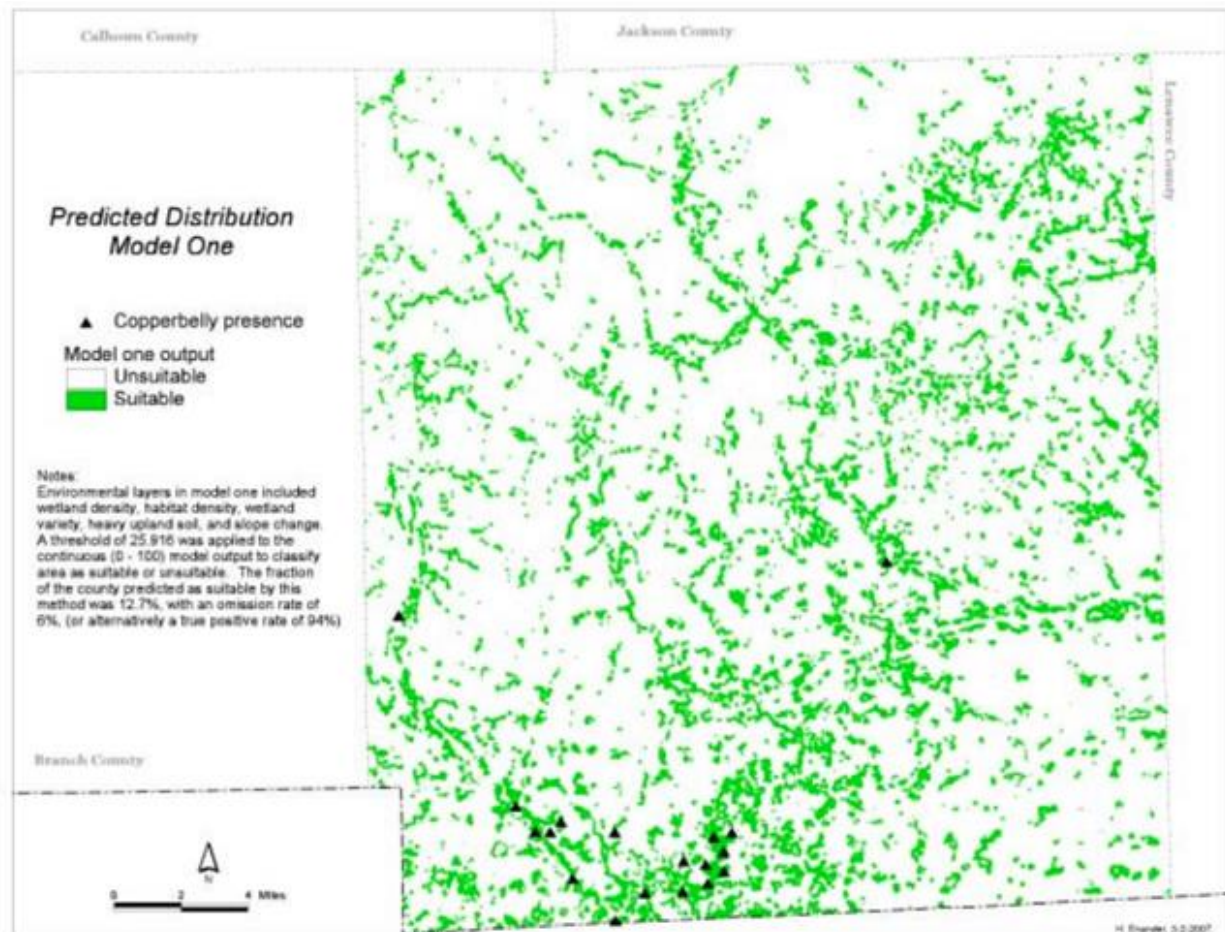 Calhoun County
Jackson County
Lenawee County
Predicted Distribution
Model One
Copperbelly presence
Model one output
Unsuitable
Suitable
Notes:
Environmental layers in model one included
wetland density, habitat density, wetland
variety, heavy upland soil, and slope change.
A threshold of 25.916 was applied to the
continuous (0 - 100) model output to classify
area as suitable or unsuitable. The fraction
of the county predicted as suitable by this
method was 12.7%, with an omission rate of
6%, (or alternatively a true positive rate of 94%)
Branch County
N
0 2 4 Miles
H. Enander, 5.5.2007